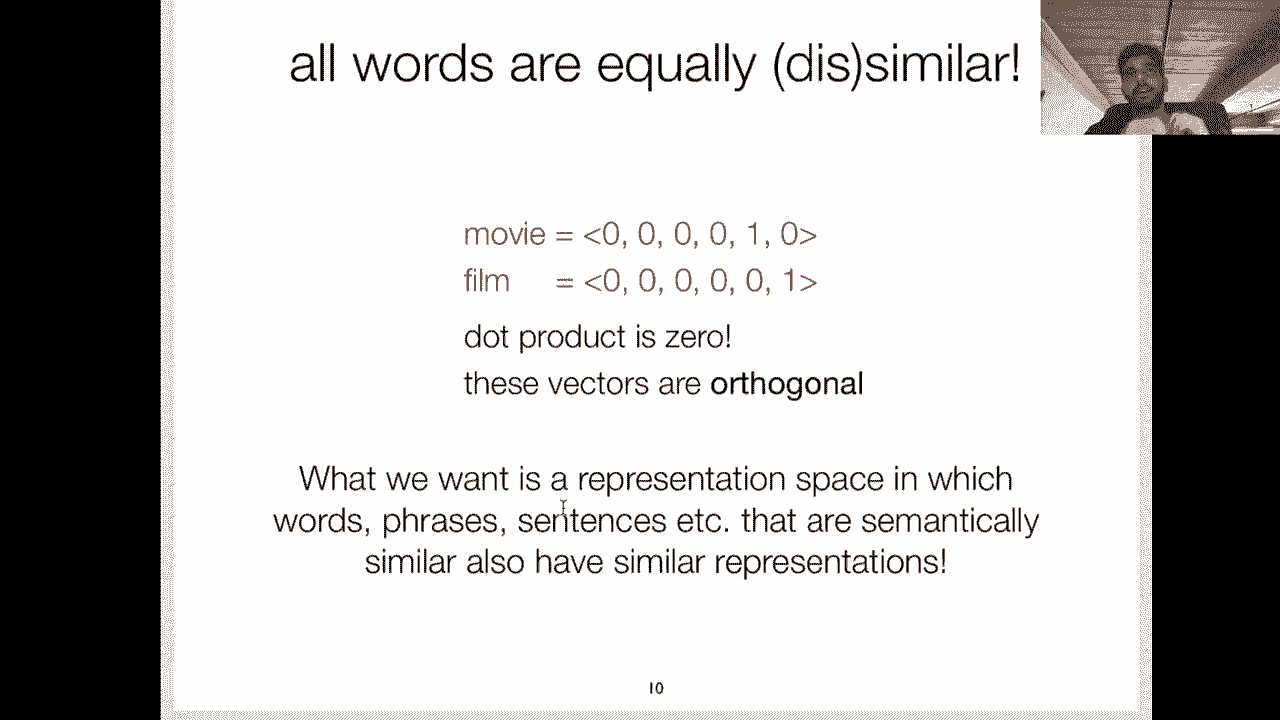 all words are equally (dis)similar!
movie = <0, 0, 0, 0, 1, 0>
film = <0, 0, 0, 0, 0, 1>
dot product is zero!
these vectors are orthogonal
What we want is a representation space in which
words, phrases, sentences etc. that are semantically
similar also have similar representations!
10